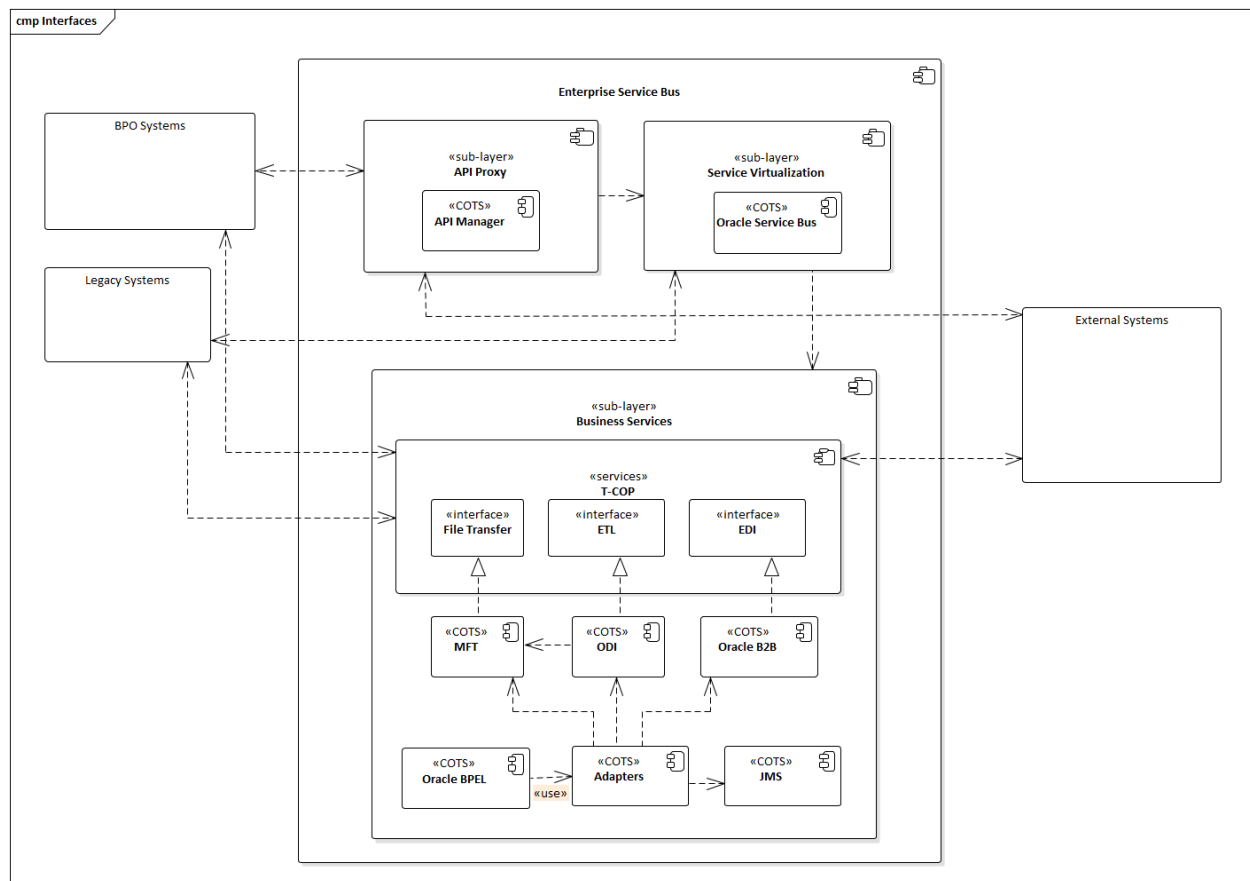 cmp Interfaces
Enterprise Service Bus
BPO Systems
«sub-layer»
API Proxy
«COTS»
API Manager
«sub-layer»
Service Virtualization
«COTS»
Oracle Service Bus
Legacy Systems
External Systems
«sub-layer»
Business Services
«services»
T-COP
«interface»
File Transfer
«interface»
ETL
«interface»
EDI
«COTS»
MFT
«COTS»
ODI
«COTS»
Oracle B2B
«COTS»
Oracle BPEL
«use»
«COTS»
Adapters
«COTS»
JMS